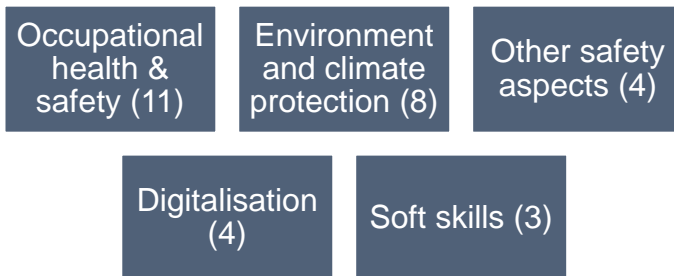 Occupational
health &
safety (11)
Environment
and climate
protection (8)
Other safety
aspects (4)
Digitalisation
(4)
Soft skills (3)